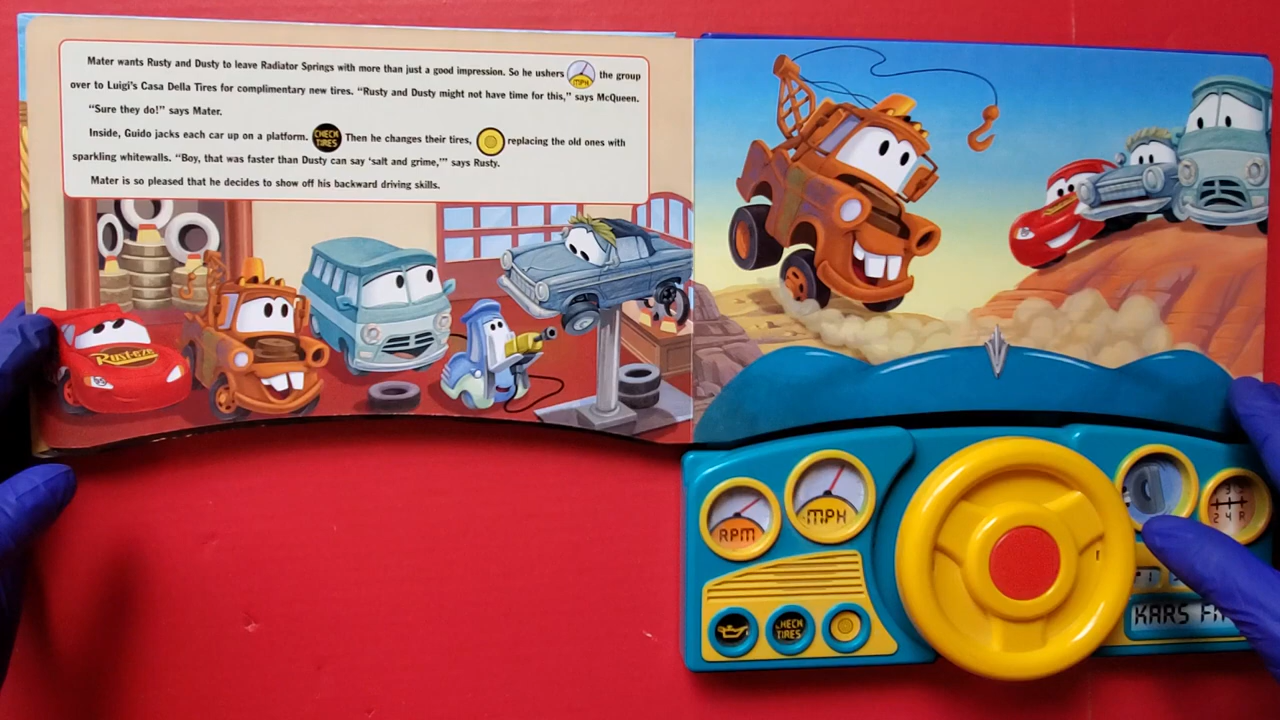 Mater wants Rusty and Dusty to leave Radiator Springs with more than just a good impression. So he ushers MPH the group
over to Luigi's Casa Della Tires for complimentary new tires. "Rusty and Dusty might not have time for this," says McQueen.
"Sure they do!" says Mater.
Inside, Guido jacks each car up on a platform. CHECK TIRES Then he changes their tires, replacing the old ones with
sparkling whitewalls. "Boy, that was faster than Dusty can say 'salt and grime,'" says Rusty.
Mater is so pleased that he decides to show off his backward driving skills.
Rust-eze
95
RPM
MPH
CHECK
TIRES
3
2 4 R
KARS